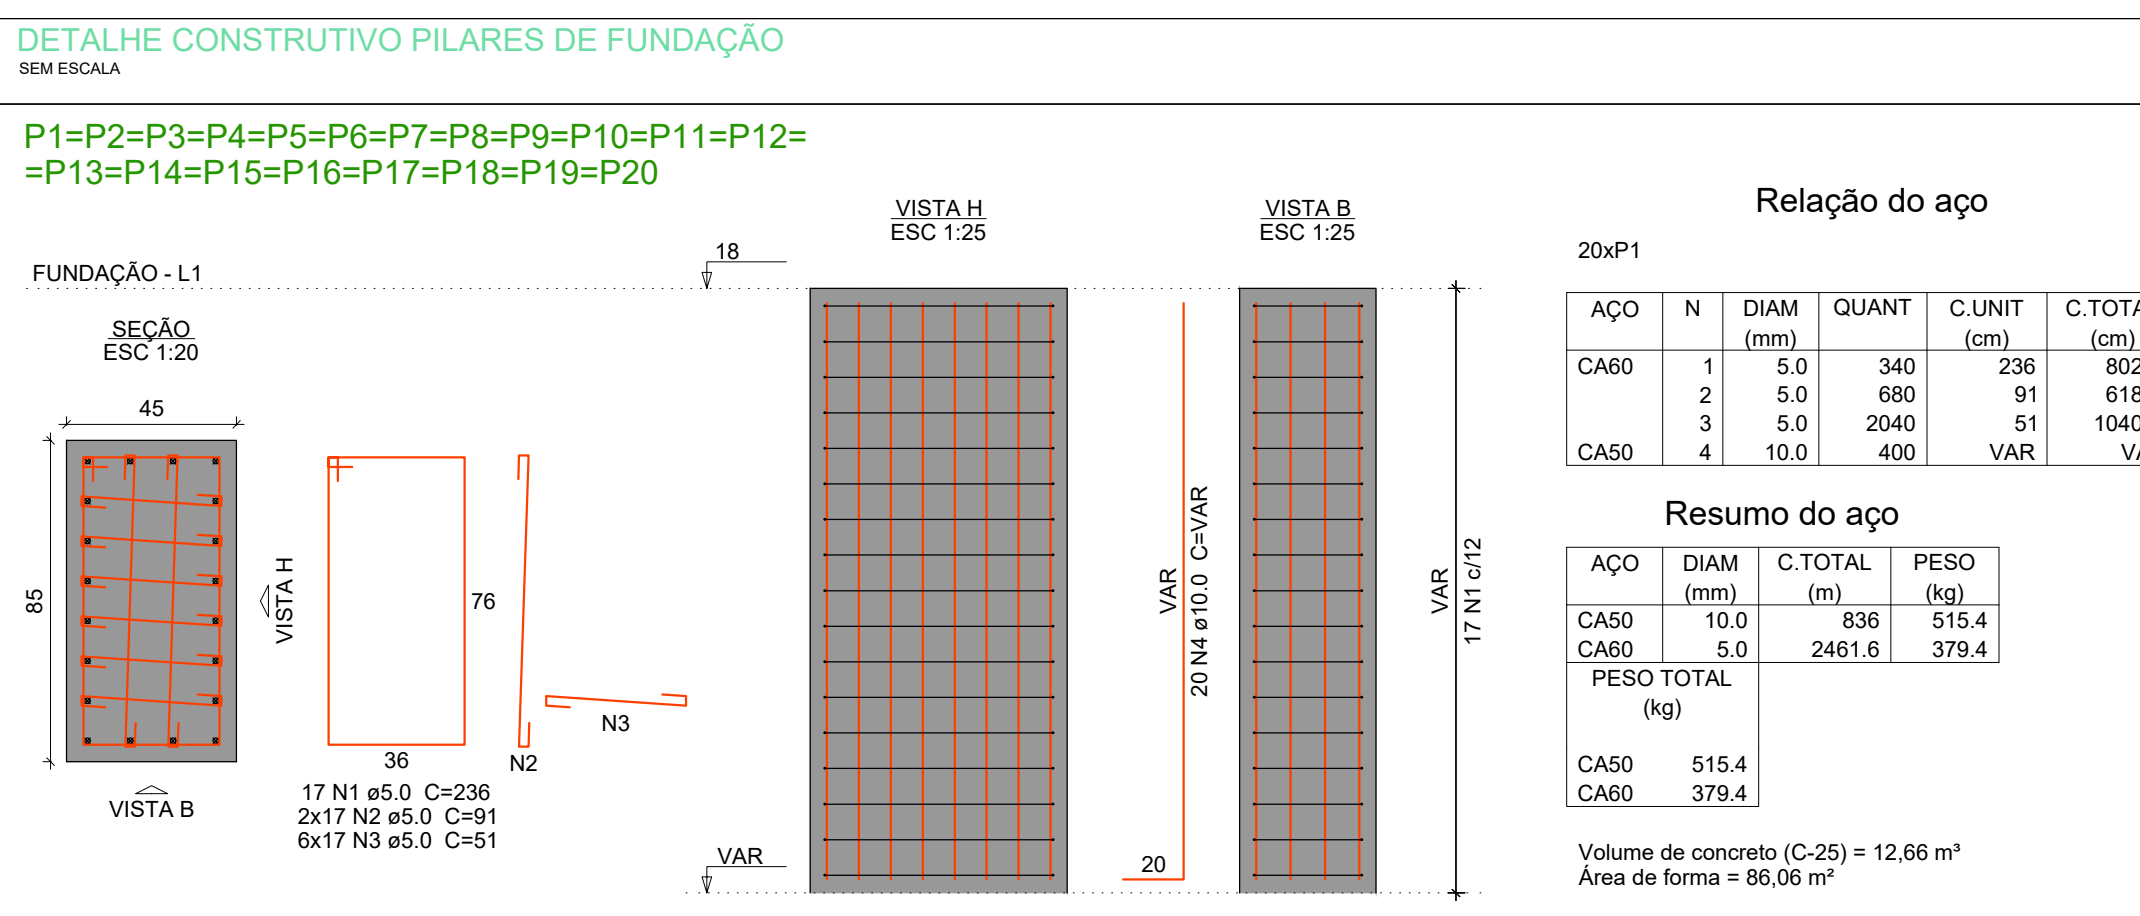 DETALHE CONSTRUTIVO PILARES DE FUNDAÇÃO
SEM ESCALA
P1=P2=P3=P4=P5=P6=P7=P8=P9=P10=P11=P12=
=P13=P14=P15=P16=P17=P18=P19=P20
FUNDAÇÃO - L1
SEÇÃO
ESC 1:20
45
85
VISTA H
VISTA B
76
36
17 N1 ø5.0 C=236
2x17 N2 ø5.0 C=91
6x17 N3 ø5.0 C=51
N2
N3
18
VAR
VISTA H
ESC 1:25
VAR
20 N4 ø10.0 C=VAR
20
VISTA B
ESC 1:25
VAR
17 N1 c/12
Relação do aço
20xP1
AÇO N DIAM QUANT C.UNIT C.TOTA
(mm) (cm) (cm)
CA60 1 5.0 340 236 802
2 5.0 680 91 618
3 5.0 2040 51 1040
CA50 4 10.0 400 VAR VA
Resumo do aço
AÇO DIAM C.TOTAL PESO
(mm) (m) (kg)
CA50 10.0 836 515.4
CA60 5.0 2461.6 379.4
PESO TOTAL
(kg)
CA50 515.4
CA60 379.4
Volume de concreto (C-25) = 12,66 m³
Área de forma = 86,06 m²